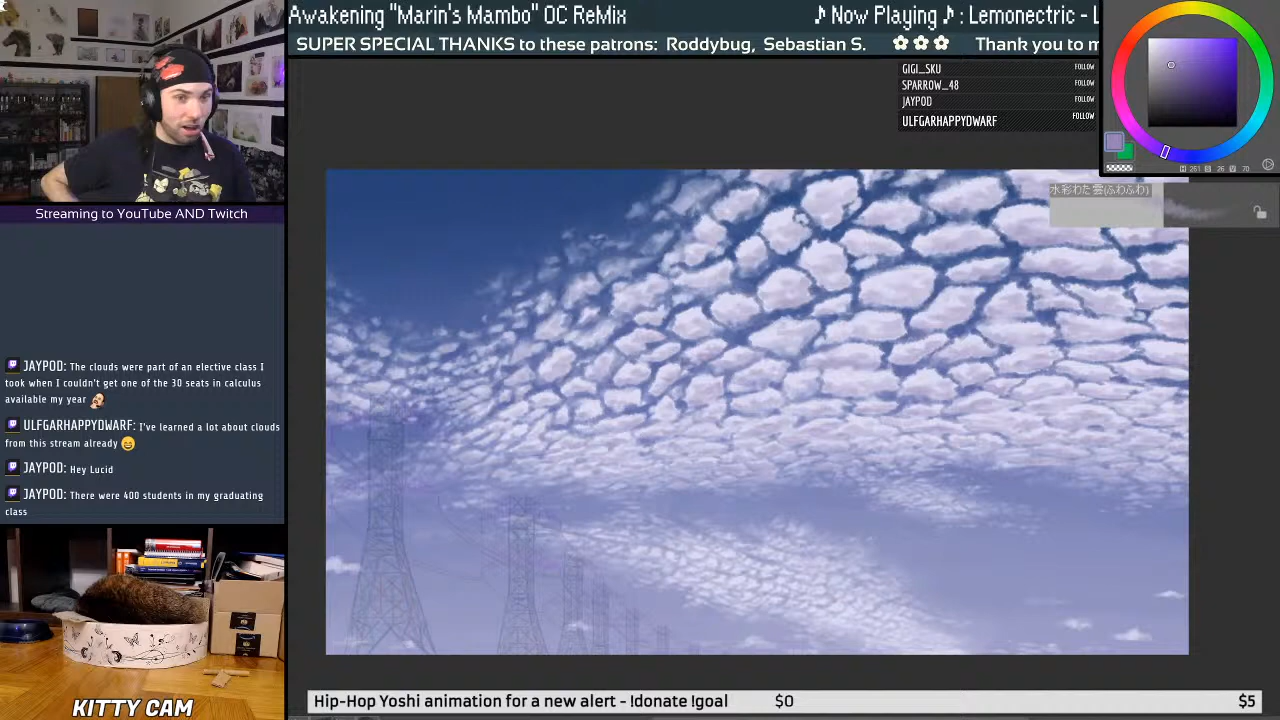 Awakening "Marin's Mambo" OC ReMix
♪ Now Playing ♪ : Lemonectric - L
SUPER SPECIAL THANKS to these patrons: Roddybug, Sebastian S. ✿ ✿ ✿ Thank you to m
GIGI_SKU FOLLOW
SPARROW_48 FOLLOW
JAYPOD FOLLOW
ULFGARHAPPYDWARF FOLLOW
H 251 S 26 V 70
水彩わた雲(ふわふわ)
Streaming to YouTube AND Twitch
JAYPOD: The clouds were part of an elective class I
took when I couldn't get one of the 30 seats in calculus
available my year
ULFGARHAPPYDWARF: I've learned a lot about clouds
from this stream already
JAYPOD: Hey Lucid
JAYPOD: There were 400 students in my graduating
class
KITTY CAM
Hip-Hop Yoshi animation for a new alert - !donate !goal $0 $5